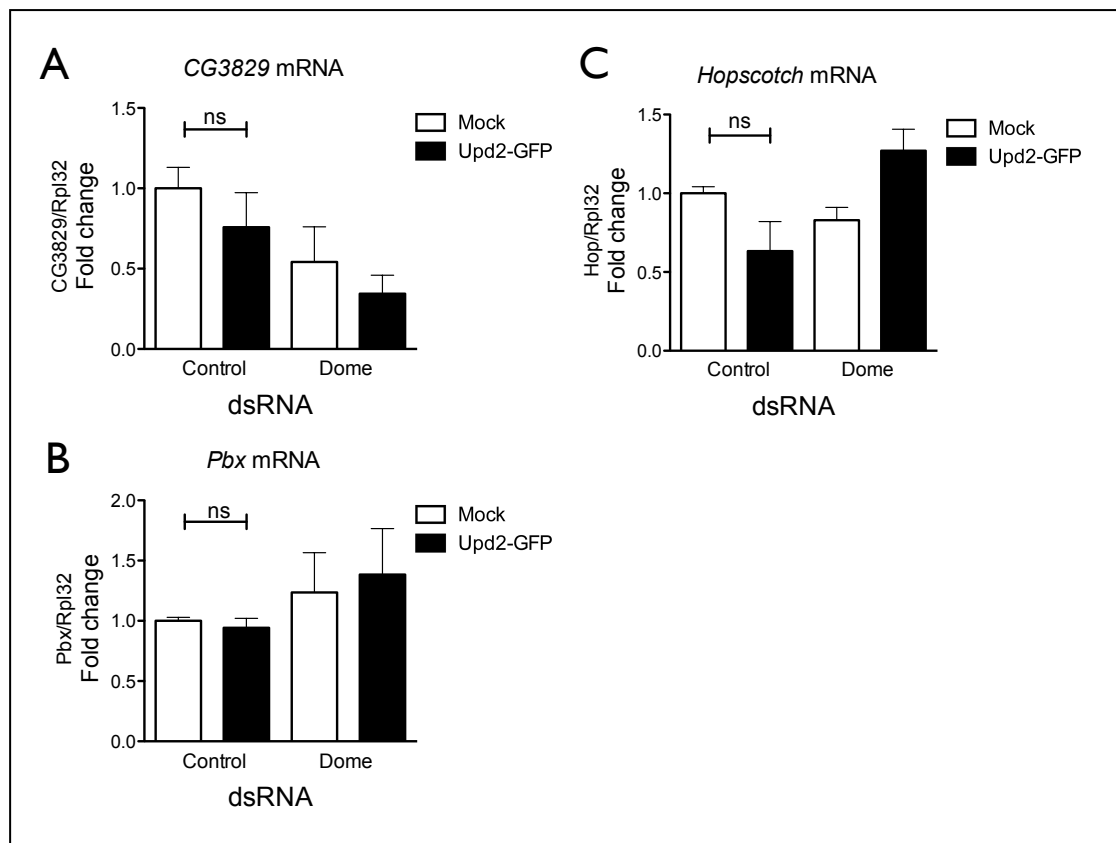 A
CG3829 mRNA
CG3829/Rpl32
Fold change
1.5
1.0
0.5
0.0
ns
Mock
Upd2-GFP
Control
Dome
dsRNA
B
Pbx mRNA
Pbx/Rpl32
Fold change
2.0
1.5
1.0
0.5
0.0
ns
Mock
Upd2-GFP
Control
Dome
dsRNA
C
Hopscotch mRNA
Hop/Rpl32
Fold change
1.5
1.0
0.5
0.0
ns
Mock
Upd2-GFP
Control
Dome
dsRNA